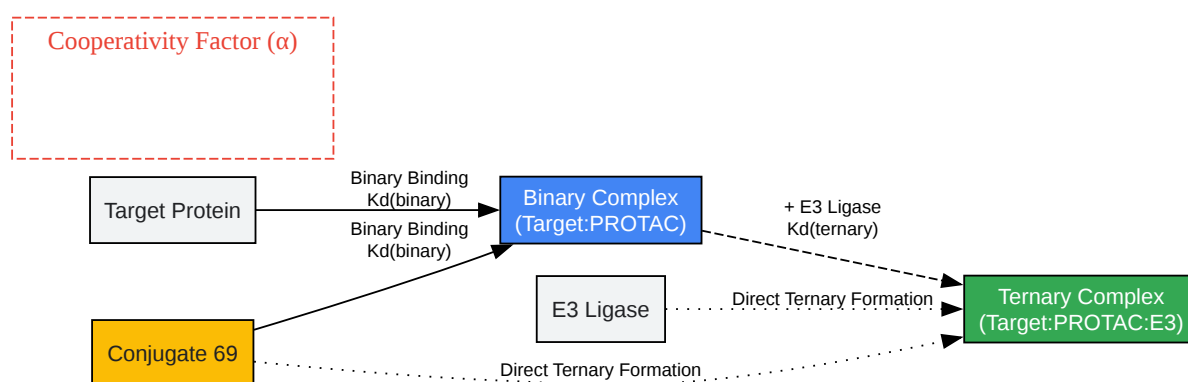 Cooperativity Factor (α)
Target Protein
Binary Binding
Kd(binary)
Binary Binding
Kd(binary)
Binary Complex
(Target:PROTAC)
+ E3 Ligase
Kd(ternary)
E3 Ligase
Direct Ternary Formation
Ternary Complex
(Target:PROTAC:E3)
Conjugate 69
Direct Ternary Formation